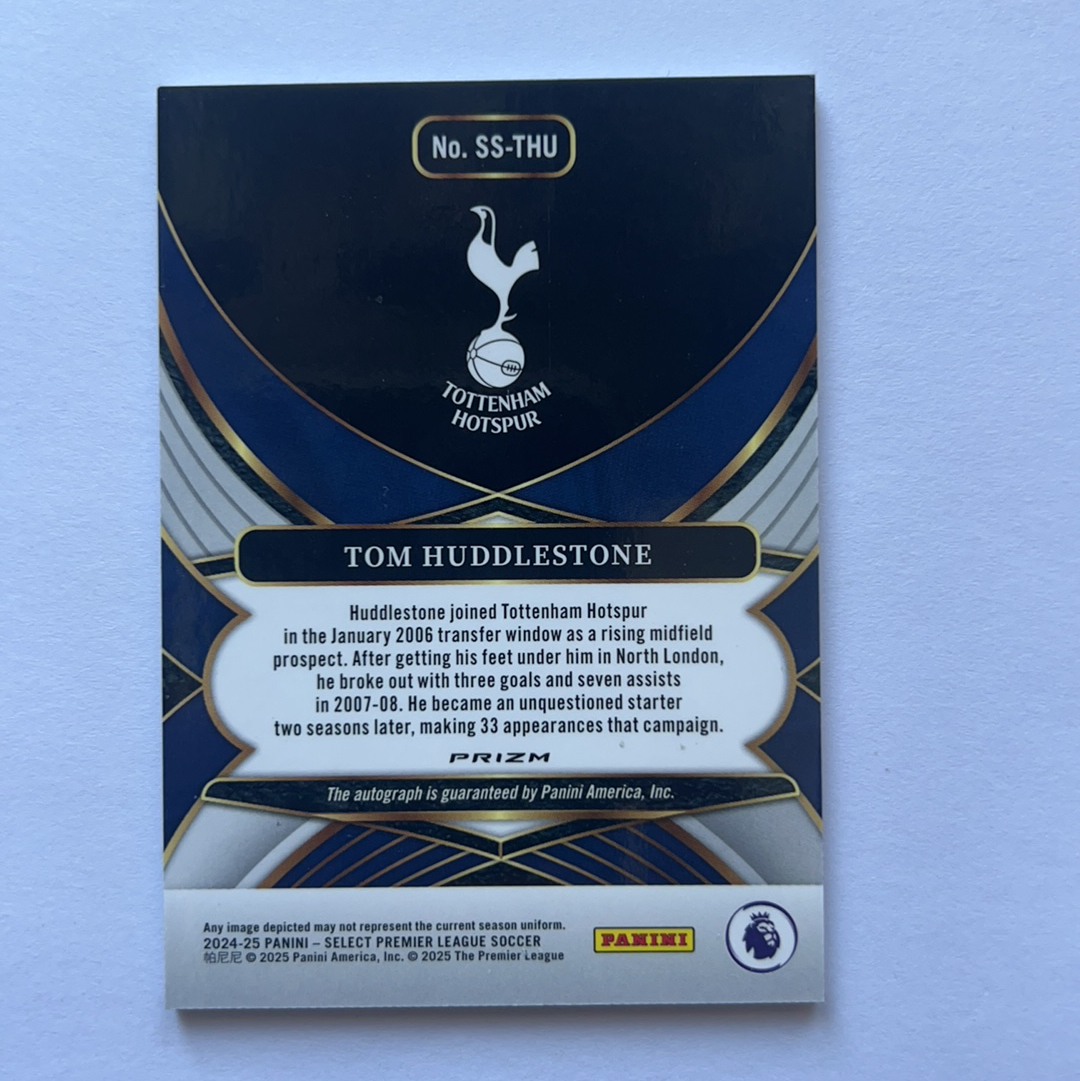 No. SS-THU
TOTTENHAM
HOTSPUR
TOM HUDDLESTONE
Huddlestone joined Tottenham Hotspur
in the January 2006 transfer window as a rising midfield
prospect. After getting his feet under him in North London,
he broke out with three goals and seven assists
in 2007-08. He became an unquestioned starter
two seasons later, making 33 appearances that campaign.
PRIZM
The autograph is guaranteed by Panini America, Inc.
Any image depicted may not represent the current season uniform.
2024-25 PANINI – SELECT PREMIER LEAGUE SOCCER
帕尼尼 © 2025 Panini America, Inc. © 2025 The Premier League
PANINI